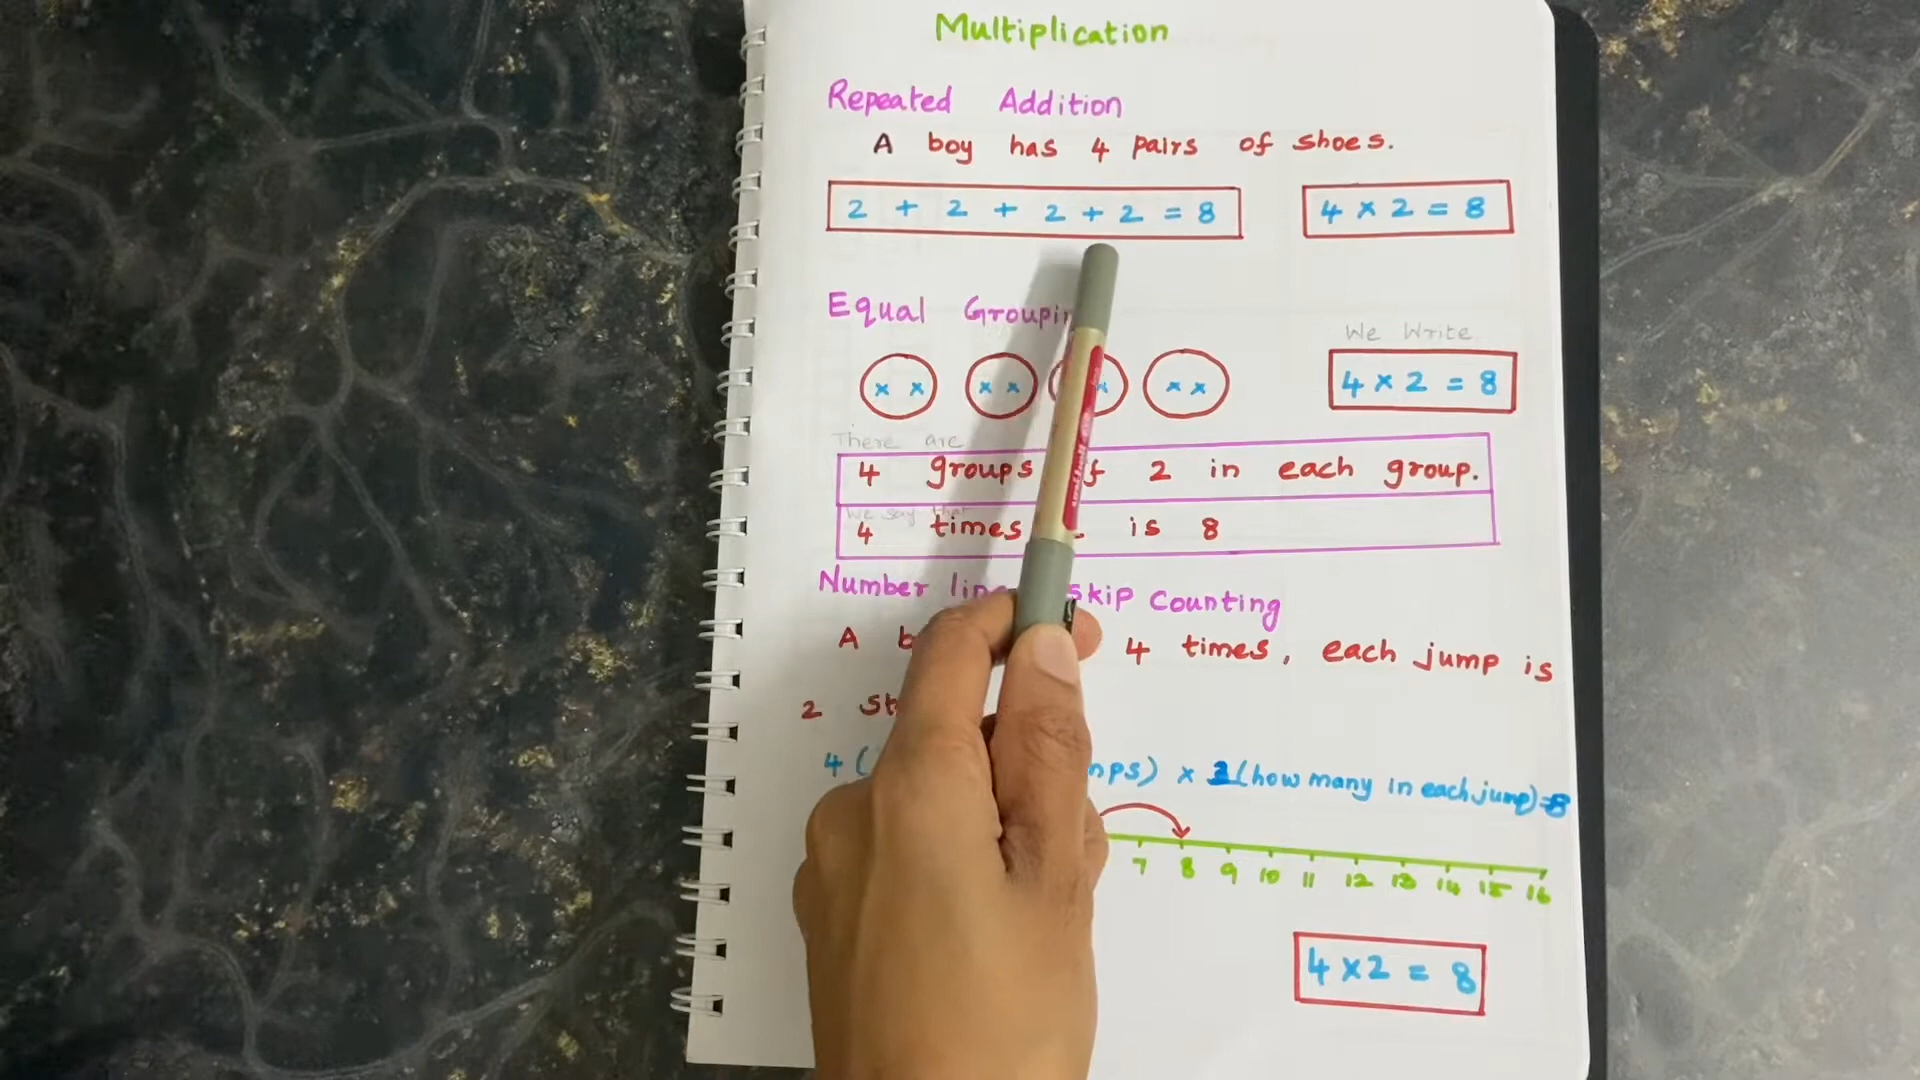 Multiplication
Repeated Addition
A boy has 4 pairs of shoes.
2 + 2 + 2 + 2 = 8
4 × 2 = 8
Equal
We Write
4 × 2 = 8
There are
4 groups 2 in each group.
We say that
4 times is 8
Number skip counting
A 4 times, each jump is
2
4 ( × 2 (how many in each jump) = 8
7 8 9 10 11 12 13 14 15 16
4 × 2 = 8